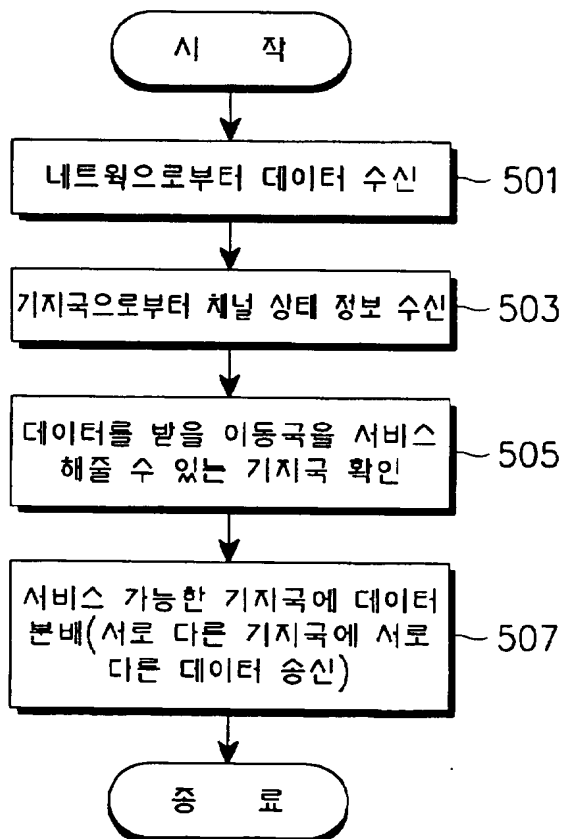 시 작
네트웍으로부터 데이터 수신
501
기지국으로부터 채널 상태 정보 수신
503
데이터를 받을 이동국을 서비스
해줄 수 있는 기지국 확인
505
서비스 가능한 기지국에 데이터
분배(서로 다른 기지국에 서로
다른 데이터 송신)
507
종 료